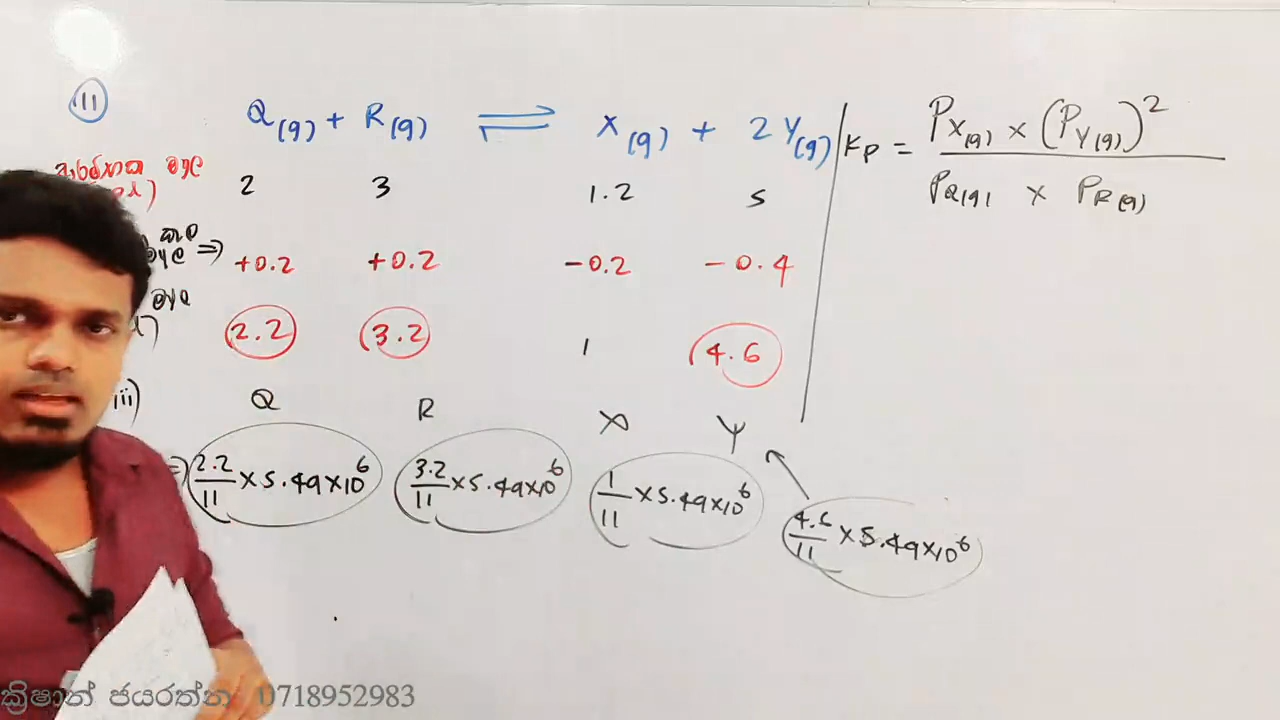 11
Q(g) + R(g) ⇌ X(g) + 2Y(g)
Kp = PX(g) × (PY(g))² / PQ(g) × PR(g)
2 3 1.2 5
⇒ +0.2 +0.2 -0.2 -0.4
2.2 3.2 1 4.6
iii) Q R X Y
⇒ 2.2/11 × 5.49 × 10⁶ 3.2/11 × 5.49 × 10⁶ 1/11 × 5.49 × 10⁶ 4.6/11 × 5.49 × 10⁶
ක්‍රිෂාන් ජයරත්න 0718952983